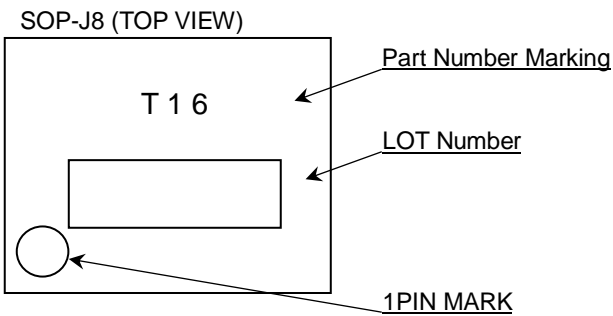 SOP-J8 (TOP VIEW)
Part Number Marking
T 1 6
LOT Number
1PIN MARK